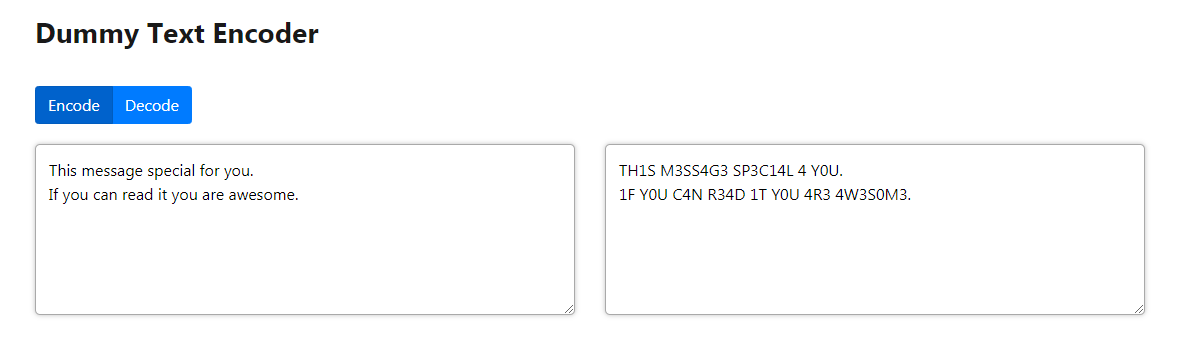 Dummy Text Encoder
Encode Decode
This message special for you.
If you can read it you are awesome.
TH1S M3SS4G3 SP3C14L 4 Y0U.
1F Y0U C4N R34D 1T Y0U 4R3 4W3S0M3.